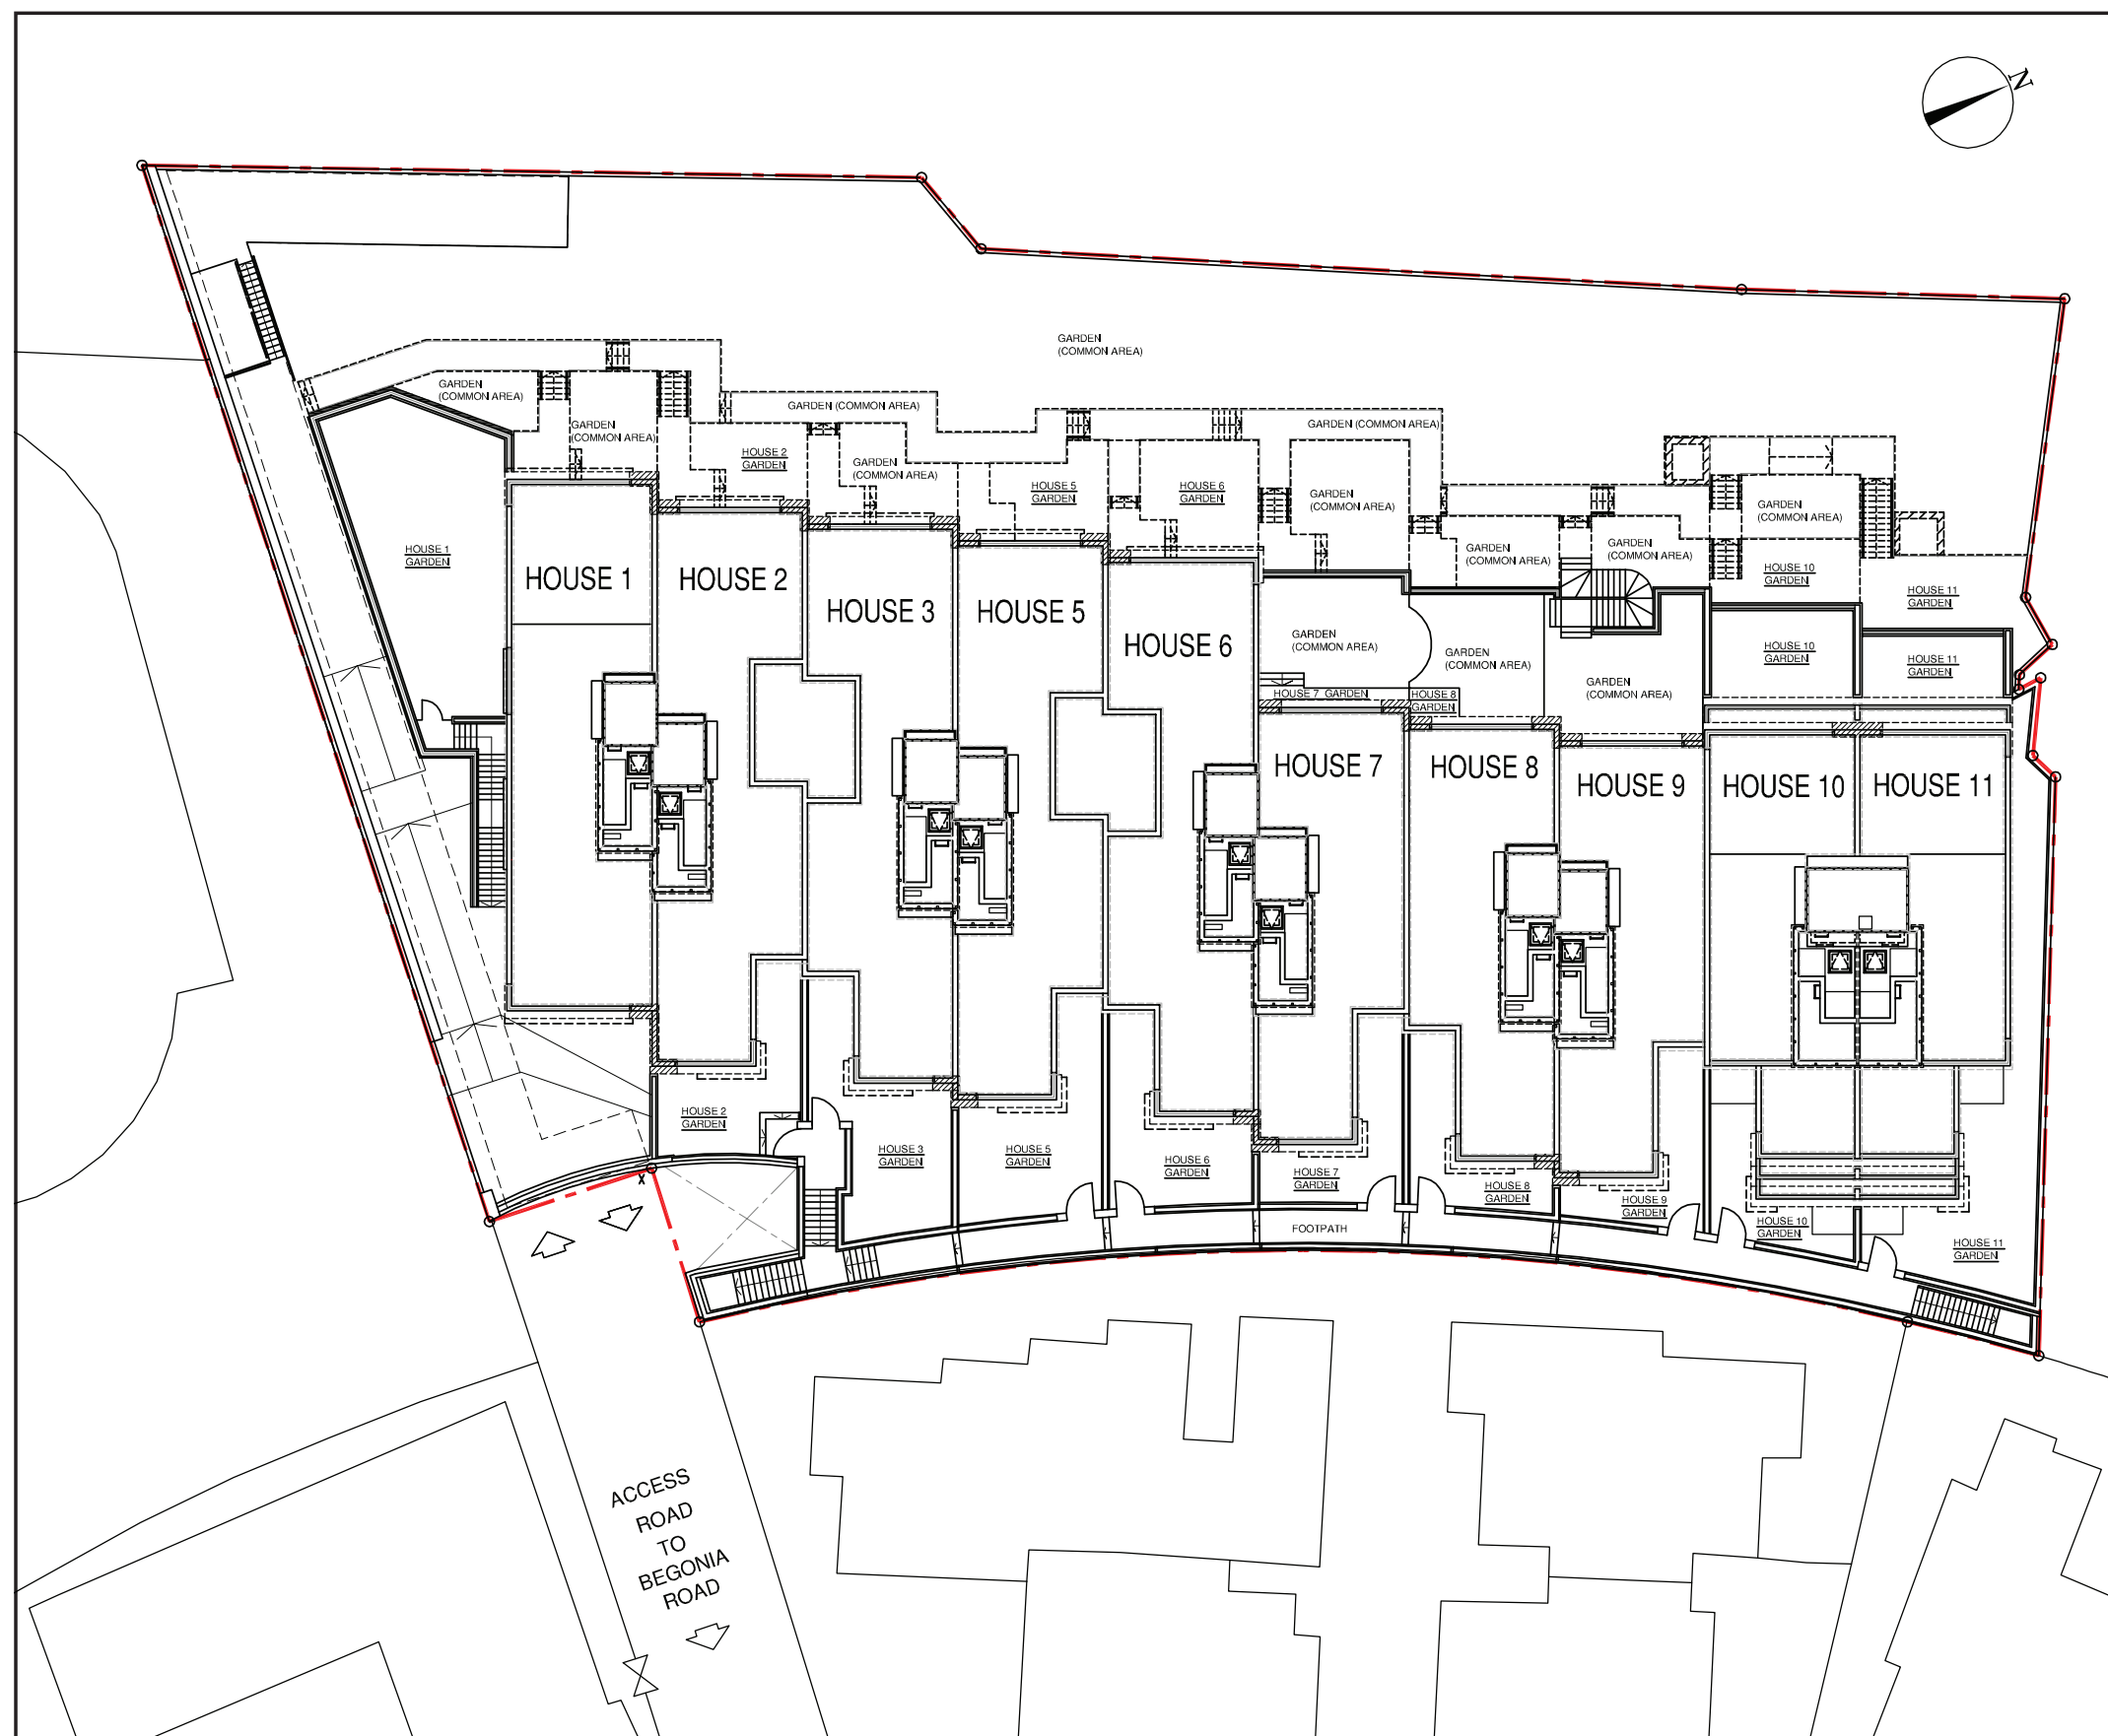 N
GARDEN
(COMMON AREA)
GARDEN
(COMMON AREA)
GARDEN (COMMON AREA)
GARDEN
(COMMON AREA)
GARDEN (COMMON AREA)
HOUSE 2
GARDEN
GARDEN
(COMMON AREA)
HOUSE 5
GARDEN
HOUSE 6
GARDEN
GARDEN
(COMMON AREA)
GARDEN
(COMMON AREA)
HOUSE 1
GARDEN
GARDEN
(COMMON AREA)
GARDEN
(COMMON AREA)
HOUSE 10
GARDEN
HOUSE 11
GARDEN
HOUSE 1
HOUSE 2
HOUSE 3
HOUSE 5
HOUSE 6
GARDEN
(COMMON AREA)
GARDEN
(COMMON AREA)
HOUSE 10
GARDEN
HOUSE 11
GARDEN
GARDEN
(COMMON AREA)
HOUSE 7 GARDEN
HOUSE 8
GARDEN
HOUSE 7
HOUSE 8
HOUSE 9
HOUSE 10
HOUSE 11
HOUSE 2
GARDEN
HOUSE 3
GARDEN
HOUSE 5
GARDEN
HOUSE 6
GARDEN
HOUSE 7
GARDEN
HOUSE 8
GARDEN
HOUSE 9
GARDEN
HOUSE 10
GARDEN
HOUSE 11
GARDEN
X
FOOTPATH
ACCESS
ROAD
TO
BEGONIA
ROAD